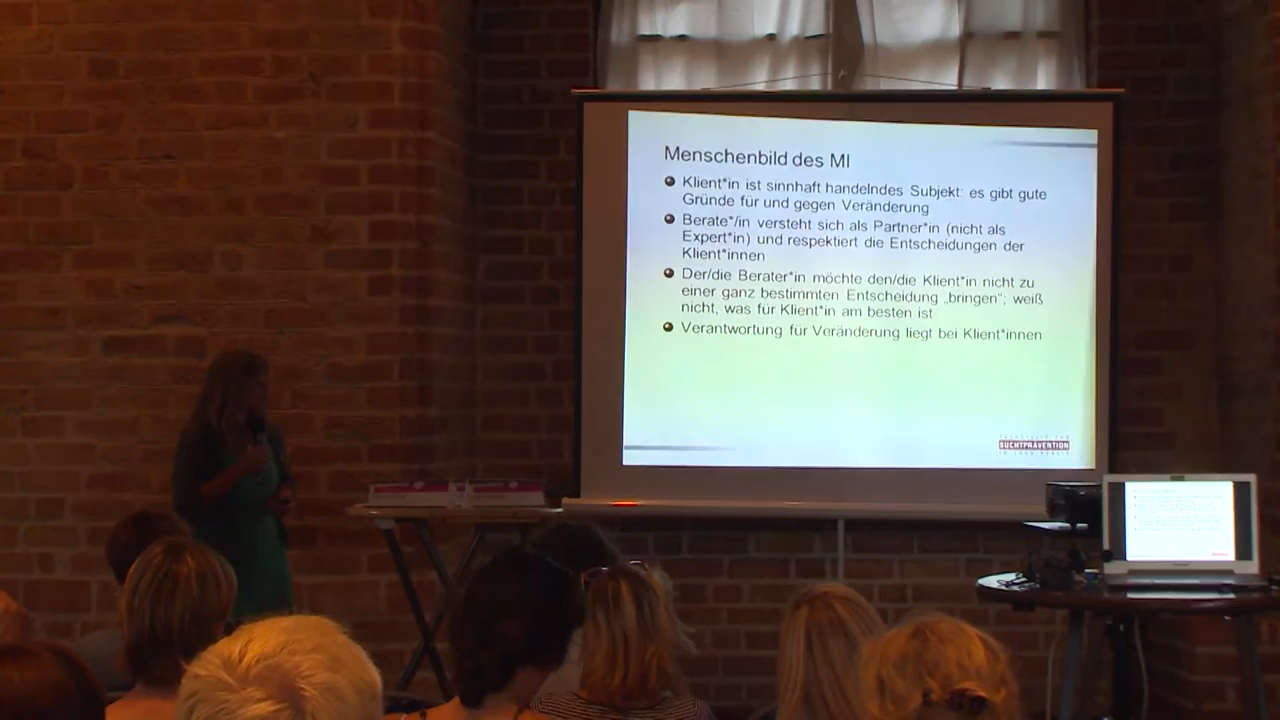 Menschenbild des MI
Klient*in ist sinnhaft handelndes Subjekt: es gibt gute
Gründe für und gegen Veränderung
Berate*/in versteht sich als Partner*in (nicht als
Expert*in) und respektiert die Entscheidungen der
Klient*innen
Der/die Berater*in möchte den/die Klient*in nicht zu
einer ganz bestimmten Entscheidung „bringen“; weiß
nicht, was für Klient*in am besten ist
Verantwortung für Veränderung liegt bei Klient*innen
SUCHTPRÄVENTION